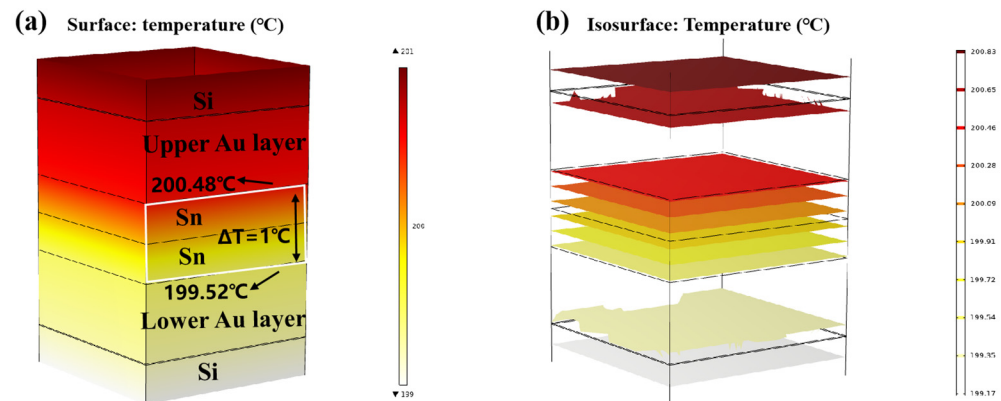 (a) Surface: temperature (℃)
▲ 201
Si
Upper Au layer
200.48℃
Sn
ΔT=1℃
Sn
199.52℃
Lower Au layer
Si
200
▼ 199
(b) Isosurface: Temperature (℃)
200.83
200.65
200.46
200.28
200.09
199.91
199.72
199.54
199.35
199.17